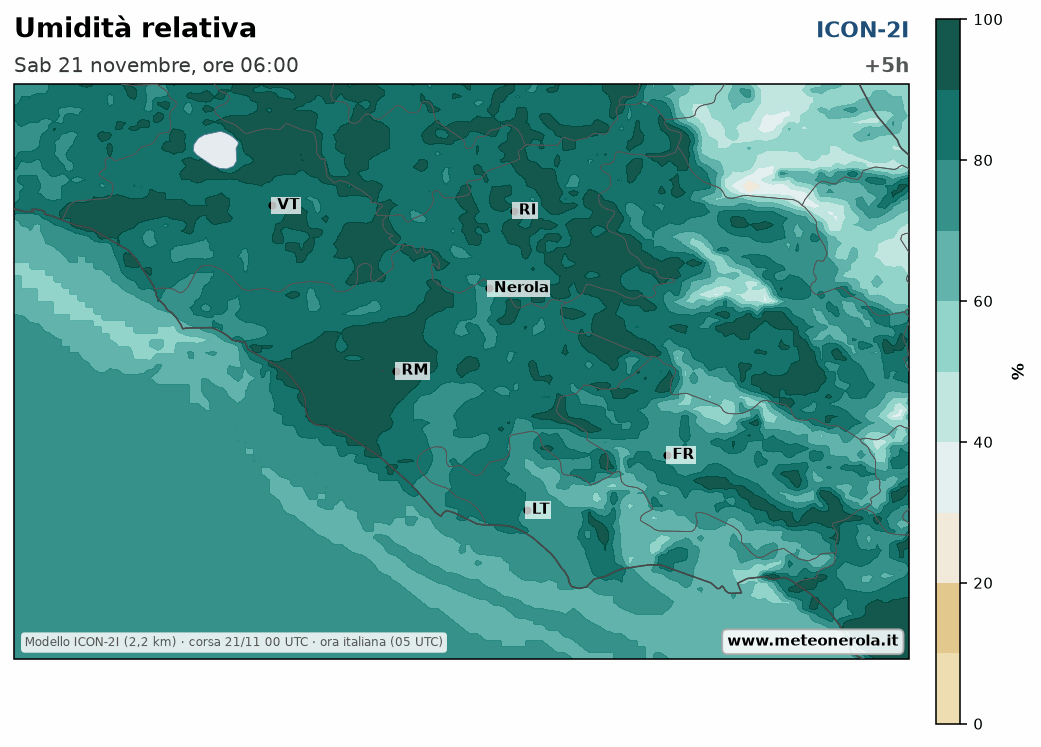 Umidità relativa
ICON-2I
Sab 21 novembre, ore 06:00
+5h
VT
RI
Nerola
RM
FR
LT
Modello ICON-2I (2,2 km) · corsa 21/11 00 UTC · ora italiana (05 UTC)
www.meteonerola.it
100
80
60
40
20
0
%